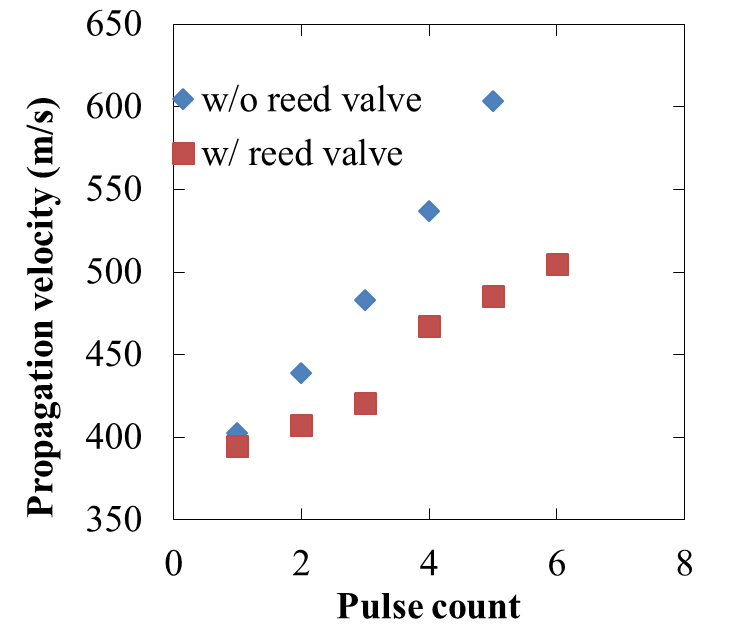 Propagation velocity (m/s)
650
600
550
500
450
400
350
w/o reed valve
w/ reed valve
0 2 4 6 8
Pulse count